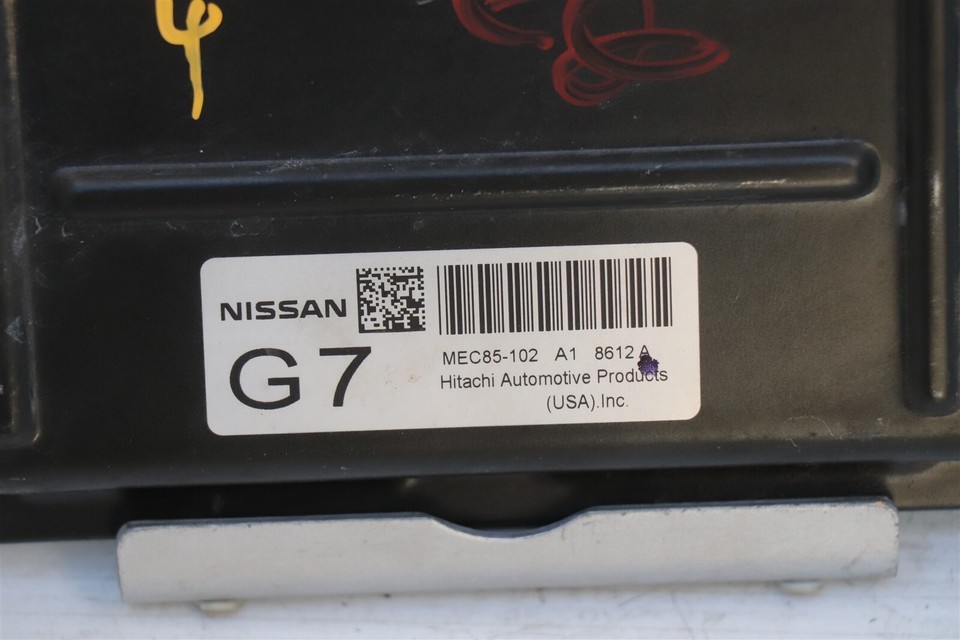 NISSAN
G7
MEC85-102 A1 8612 A
Hitachi Automotive Products
(USA).Inc.